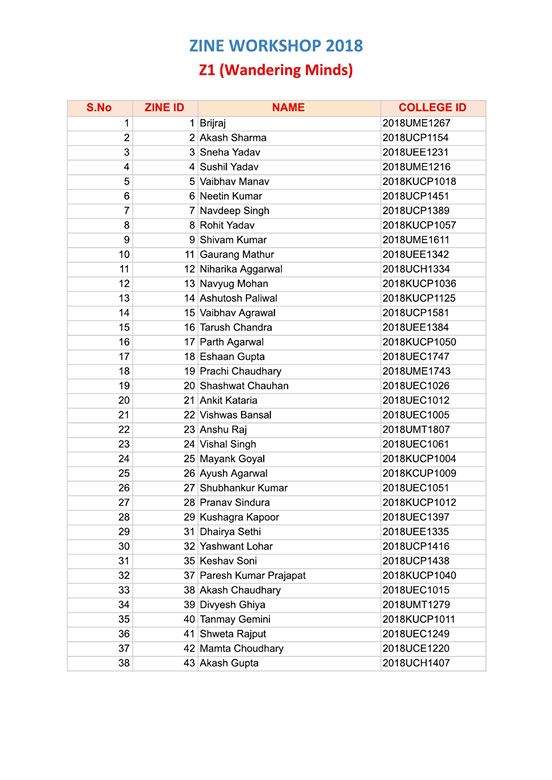 ZINE WORKSHOP 2018
Z1 (Wandering Minds)
S.No ZINE ID NAME COLLEGE ID
1 1 Brijraj 2018UME1267
2 2 Akash Sharma 2018UCP1154
3 3 Sneha Yadav 2018UEE1231
4 4 Sushil Yadav 2018UME1216
5 5 Vaibhav Manav 2018KUCP1018
6 6 Neetin Kumar 2018UCP1451
7 7 Navdeep Singh 2018UCP1389
8 8 Rohit Yadav 2018KUCP1057
9 9 Shivam Kumar 2018UME1611
10 11 Gaurang Mathur 2018UEE1342
11 12 Niharika Aggarwal 2018UCH1334
12 13 Navyug Mohan 2018KUCP1036
13 14 Ashutosh Paliwal 2018KUCP1125
14 15 Vaibhav Agrawal 2018UCP1581
15 16 Tarush Chandra 2018UEE1384
16 17 Parth Agarwal 2018KUCP1050
17 18 Eshaan Gupta 2018UEC1747
18 19 Prachi Chaudhary 2018UME1743
19 20 Shashwat Chauhan 2018UEC1026
20 21 Ankit Kataria 2018UEC1012
21 22 Vishwas Bansal 2018UEC1005
22 23 Anshu Raj 2018UMT1807
23 24 Vishal Singh 2018UEC1061
24 25 Mayank Goyal 2018KUCP1004
25 26 Ayush Agarwal 2018KCUP1009
26 27 Shubhankur Kumar 2018UEC1051
27 28 Pranav Sindura 2018KUCP1012
28 29 Kushagra Kapoor 2018UEC1397
29 31 Dhairya Sethi 2018UEE1335
30 32 Yashwant Lohar 2018UCP1416
31 35 Keshav Soni 2018UCP1438
32 37 Paresh Kumar Prajapat 2018KUCP1040
33 38 Akash Chaudhary 2018UEC1015
34 39 Divyesh Ghiya 2018UMT1279
35 40 Tanmay Gemini 2018KUCP1011
36 41 Shweta Rajput 2018UEC1249
37 42 Mamta Choudhary 2018UCE1220
38 43 Akash Gupta 2018UCH1407